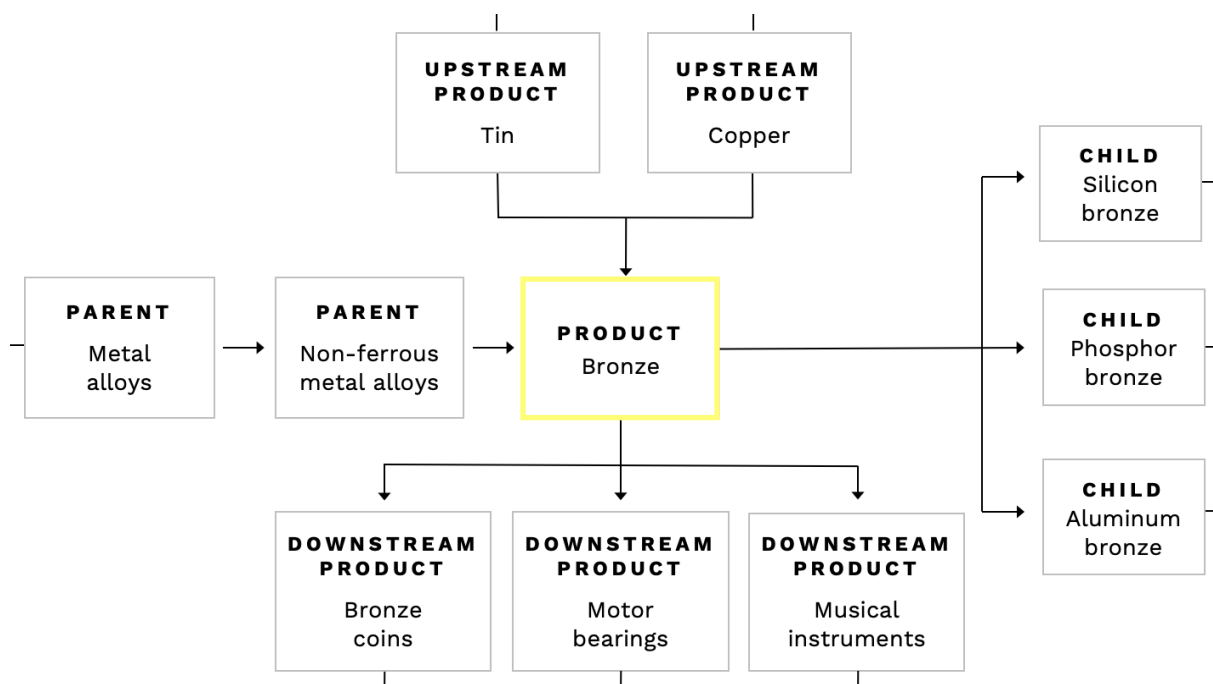 UPSTREAM
PRODUCT
Tin
UPSTREAM
PRODUCT
Copper
CHILD
Silicon
bronze
PARENT
Metal
alloys
PARENT
Non-ferrous
metal alloys
PRODUCT
Bronze
CHILD
Phosphor
bronze
CHILD
Aluminum
bronze
DOWNSTREAM
PRODUCT
Bronze
coins
DOWNSTREAM
PRODUCT
Motor
bearings
DOWNSTREAM
PRODUCT
Musical
instruments